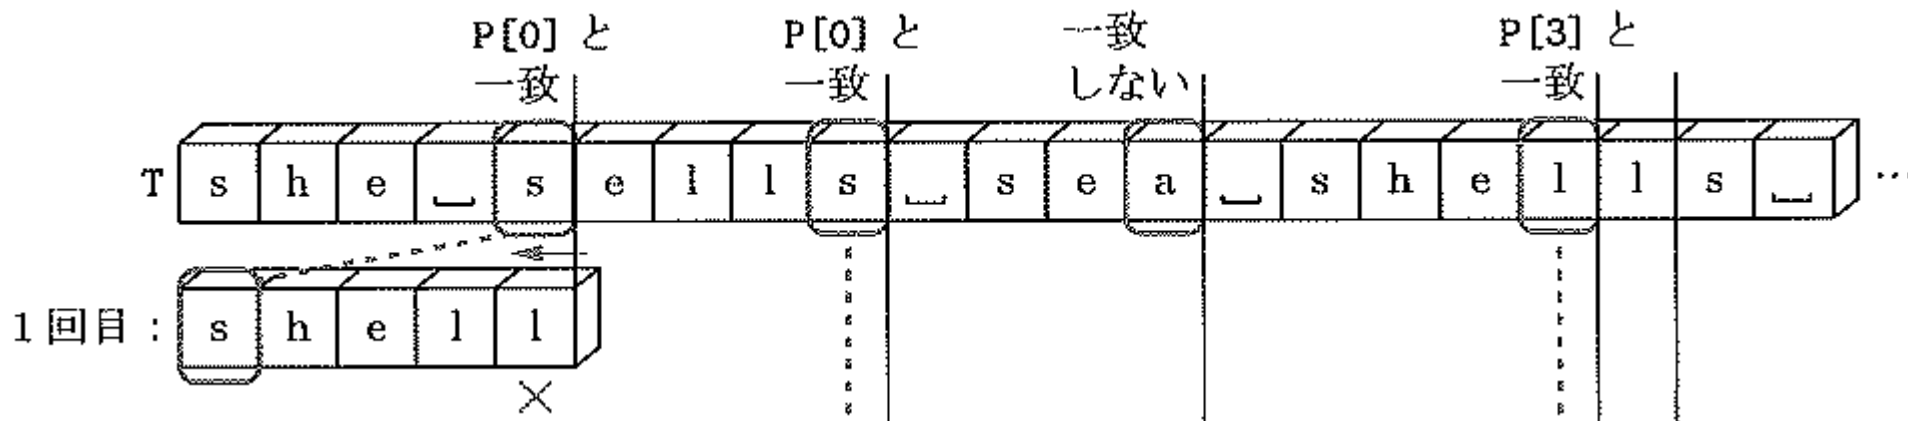 P[0] と 一致
P[0] と 一致
一致 しない
P[3] と 一致
T s h e ␣ s e l l s ␣ s e a ␣ s h e l l s ␣ …
1回目: s h e l l
×